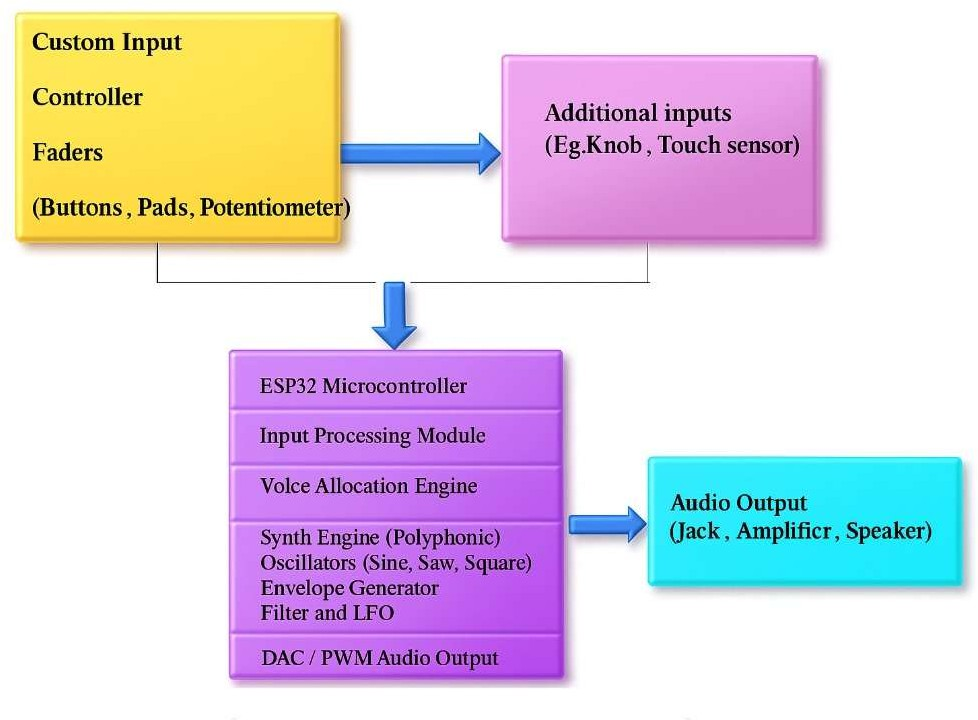 Custom Input
Controller
Faders
(Buttons , Pads, Potentiometer)
Additional inputs
(Eg.Knob , Touch sensor)
ESP32 Microcontroller
Input Processing Module
Volce Allocation Engine
Synth Engine (Polyphonic)
Oscillators (Sine, Saw, Square)
Envelope Generator
Filter and LFO
DAC / PWM Audio Output
Audio Output
(Jack , Amplificr , Speaker)